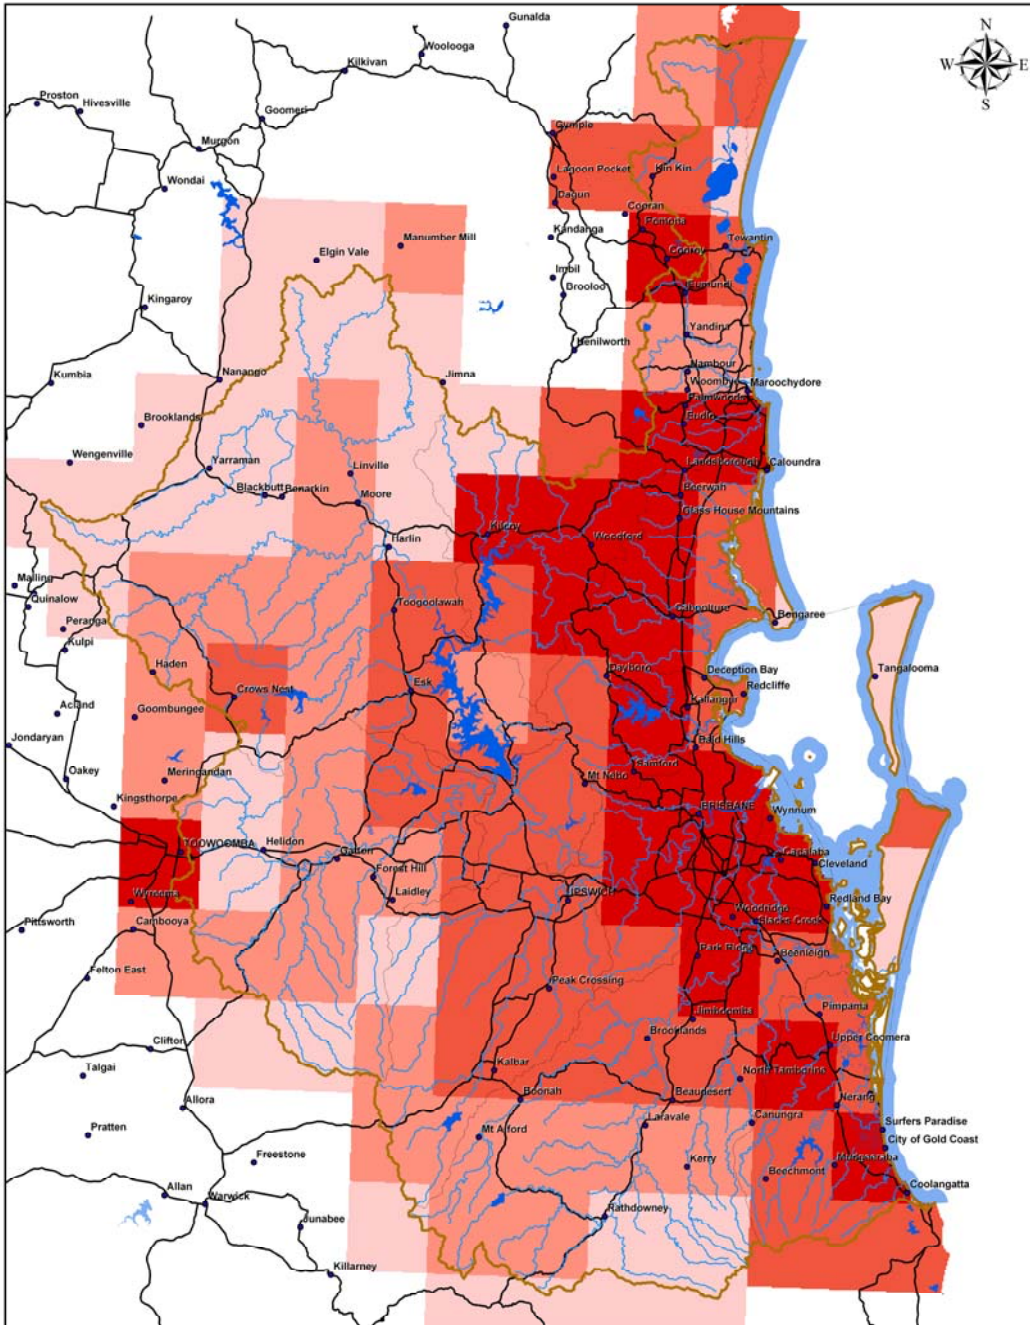 Gunalda
N
Woolooga
W
E
Kilkivan
S
Proston
Hivesville
Goomeri
Gympie
Murgon
Lagoon Pocket
Kin Kin
Wondai
Dagun
Cooran
Pomona
Manumber Mill
Kandanga
Tewantin
Elgin Vale
Cooroy
Imbil
Brooloo
Eumundi
Kingaroy
Yandina
Kenilworth
Nambour
Kumbia
Nanango
Jimna
Woombye
Maroochydore
Palmwoods
Brooklands
Eudlo
Wengenville
Yarraman
Linville
Landsborough
Caloundra
Blackbutt
Benarkin
Moore
Beerwah
Glass House Mountains
Kilcoy
Harlin
Woodford
Malling
Quinalow
Toogoolawah
Caboolture
Bongaree
Peranga
Kulpi
Haden
Dayboro
Deception Bay
Tangalooma
Crows Nest
Esk
Redcliffe
Acland
Goombungee
Kallangur
Jondaryan
Bald Hills
Oakey
Meringandan
Mt Nebo
Samford
Kingsthorpe
BRISBANE
Wynnum
TOOWOOMBA
Helidon
Gatton
Capalaba
Cleveland
Forest Hill
Laidley
IPSWICH
Wyreema
Redland Bay
Woodridge
Slacks Creek
Pittsworth
Cambooya
Park Ridge
Beenleigh
Felton East
Peak Crossing
Pimpama
Jimboomba
Brooklands
Upper Coomera
Clifton
Talgai
Kalbar
North Tamborine
Boonah
Beaudesert
Nerang
Allora
Laravale
Canungra
Surfers Paradise
Pratten
Mt Alford
City of Gold Coast
Freestone
Kerry
Mudgeeraba
Beechmont
Allan
Warwick
Coolangatta
Rathdowney
Junabee
Killarney